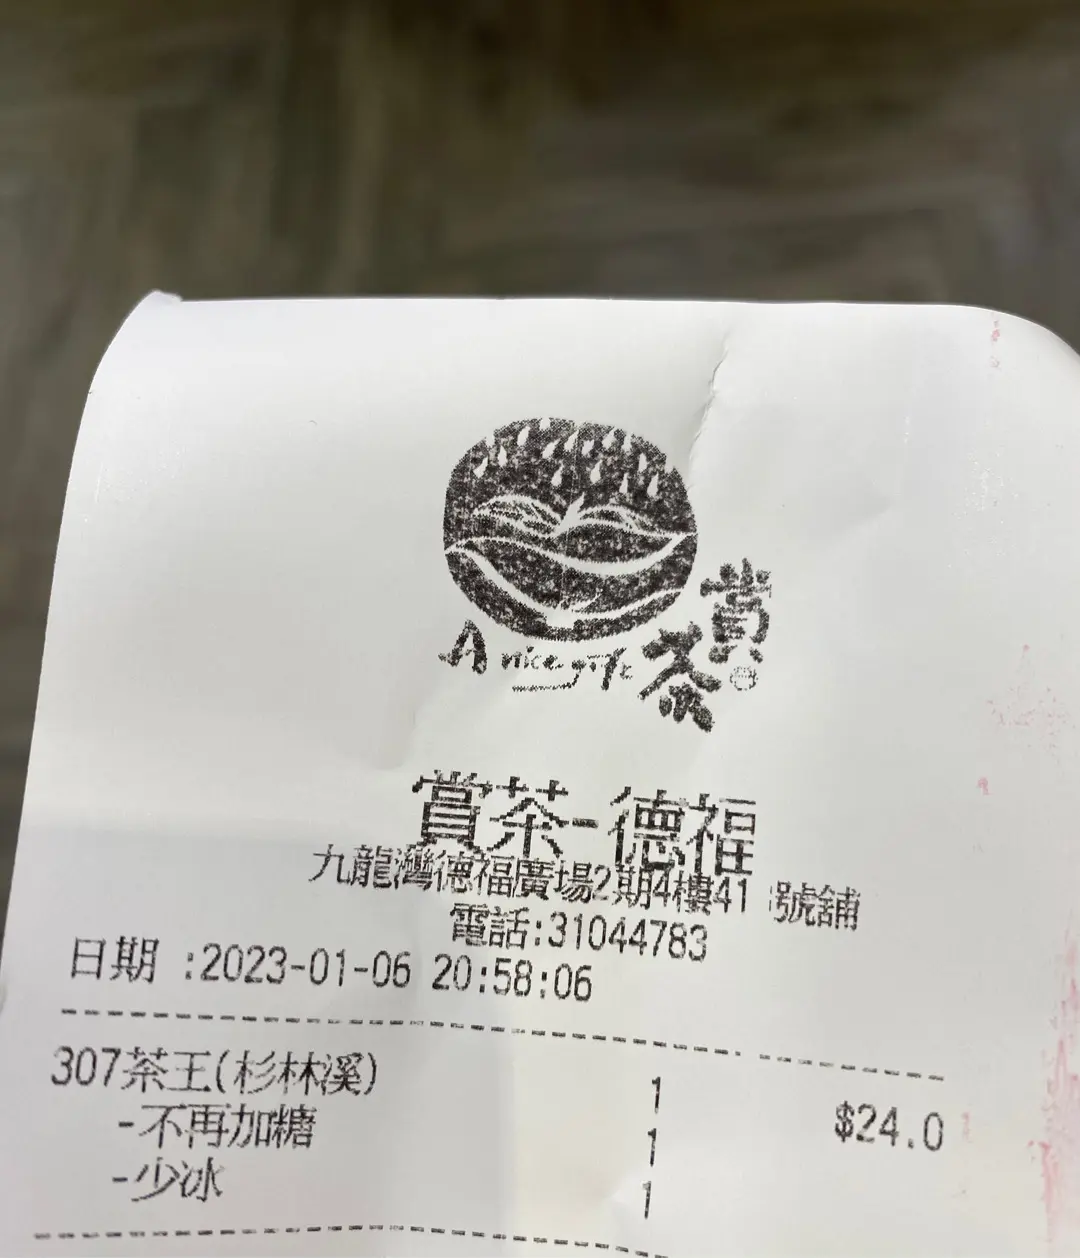 A nice gift 賞茶
賞茶-德福
九龍灣德福廣場2期4樓41 號舖
電話:31044783
日期 :2023-01-06 20:58:06
307茶王(杉林溪) 1 $24.0
-不再加糖 1
-少冰 1